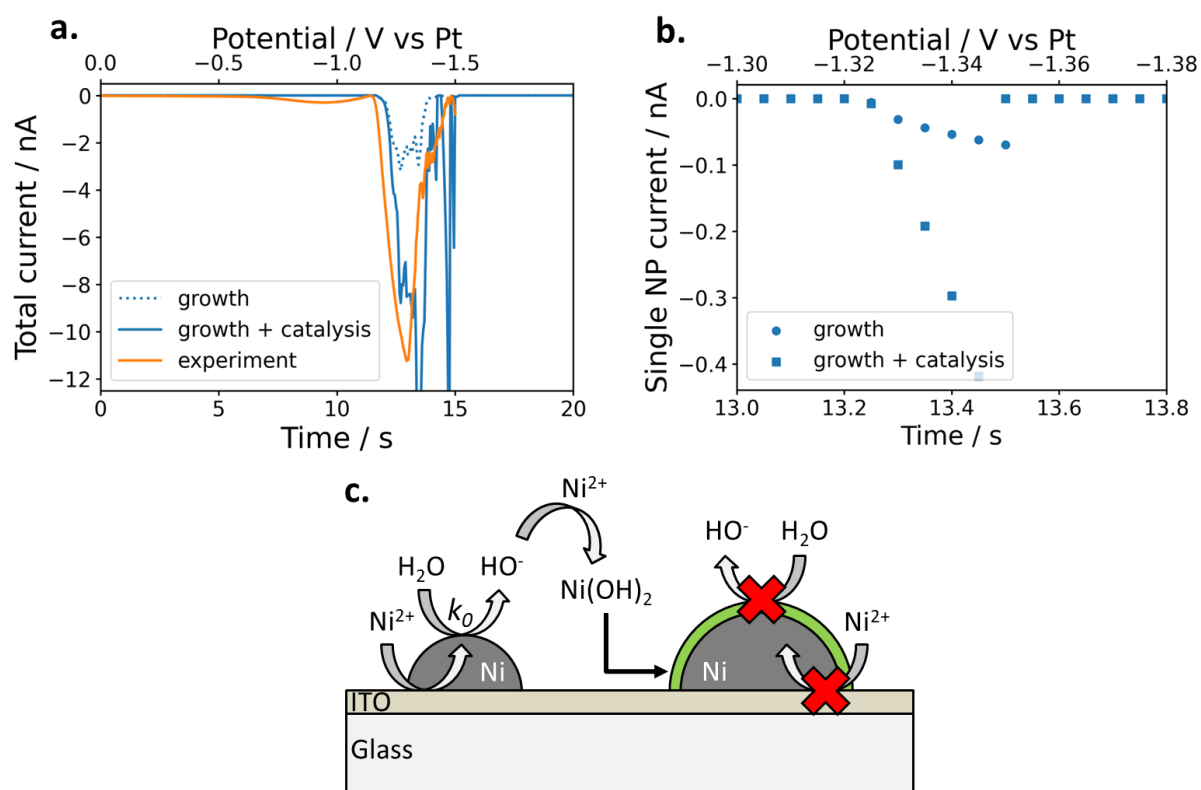 a.
Potential / V vs Pt
0.0 −0.5 −1.0 −1.5
Total current / nA
0
−2
−4
−6
−8
−10
−12
growth
growth + catalysis
experiment
0 5 10 15 20
Time / s
b.
Potential / V vs Pt
−1.30 −1.32 −1.34 −1.36 −1.38
Single NP current / nA
0.0
−0.1
−0.2
−0.3
−0.4
growth
growth + catalysis
13.0 13.2 13.4 13.6 13.8
Time / s
c.
Ni²⁺
HO⁻ H₂O
H₂O HO⁻
Ni(OH)₂
Ni²⁺ k₀ Ni²⁺
Ni Ni
ITO
Glass